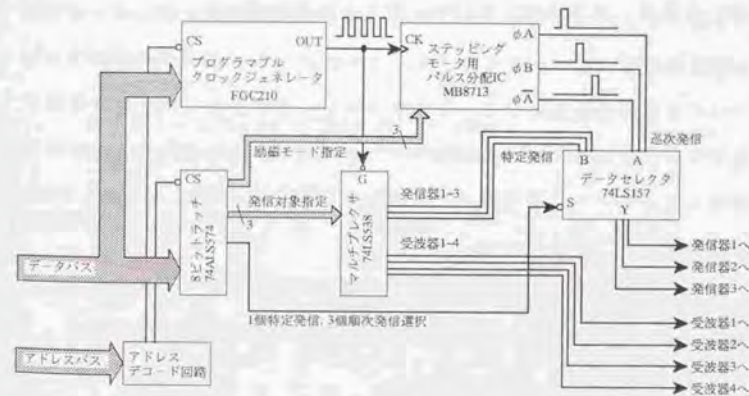 CS
OUT
プログラマブル
クロックジェネレータ
FGC210
CK
ステッピング
モータ用
パルス分配IC
MB8713
φA
φB
φA̅
3
励磁モード指定
CS
8ビットラッチ
74ALS574
発信対象指定
3
G
マルチプレクサ
74LS538
特定発信
発信器1-3
受波器1-4
巡次発信
B
A
S
データセレクタ
74LS157
Y
データバス
1個特定発信, 3個順次発信選択
アドレスバス
アドレス
デコード回路
発信器1へ
発信器2へ
発信器3へ
受波器1へ
受波器2へ
受波器3へ
受波器4へ